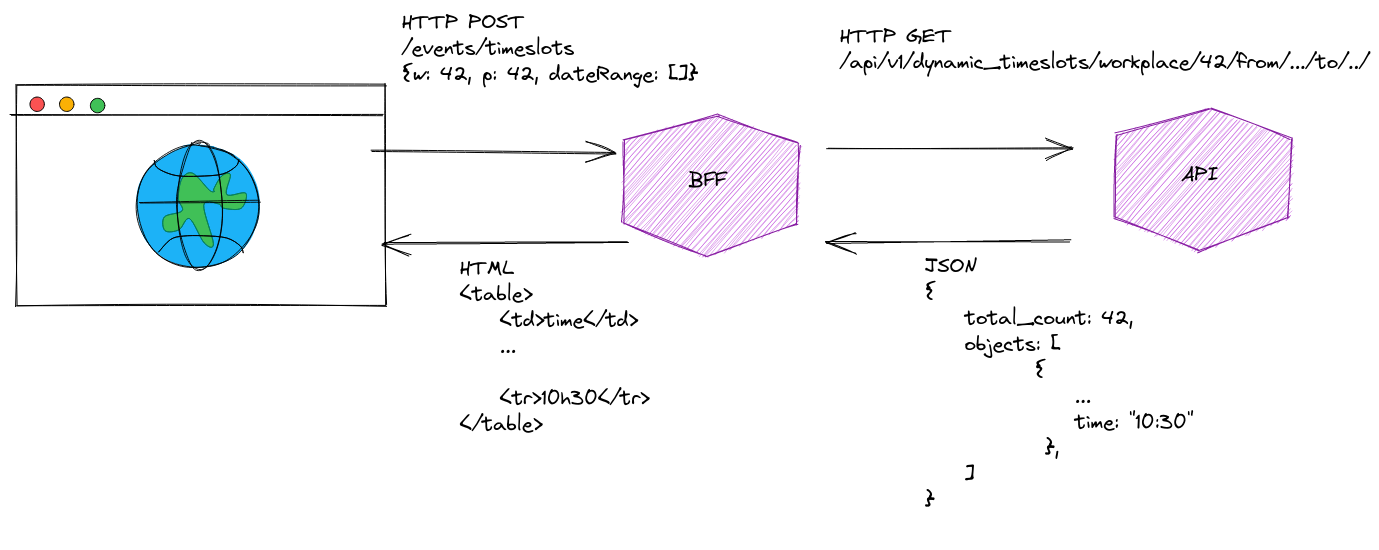 HTTP POST
/events/timeslots
{w: 42, p: 42, dateRange: []}
HTTP GET
/api/v1/dynamic_timeslots/workplace/42/from/.../to/../
BFF
API
HTML
<table>
<td>time</td>
...
<tr>10h30</tr>
</table>
JSON
{
total_count: 42,
objects: [
{
...
time: "10:30"
},
]
}